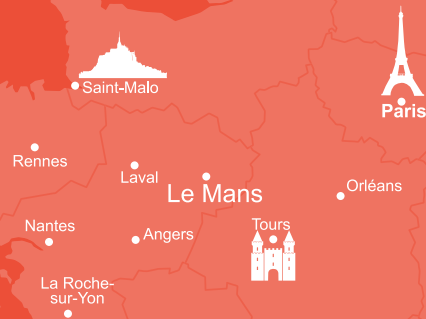 Saint-Malo
Paris
Rennes
Laval
Le Mans
Orléans
Nantes
Angers
Tours
La Roche-
sur-Yon